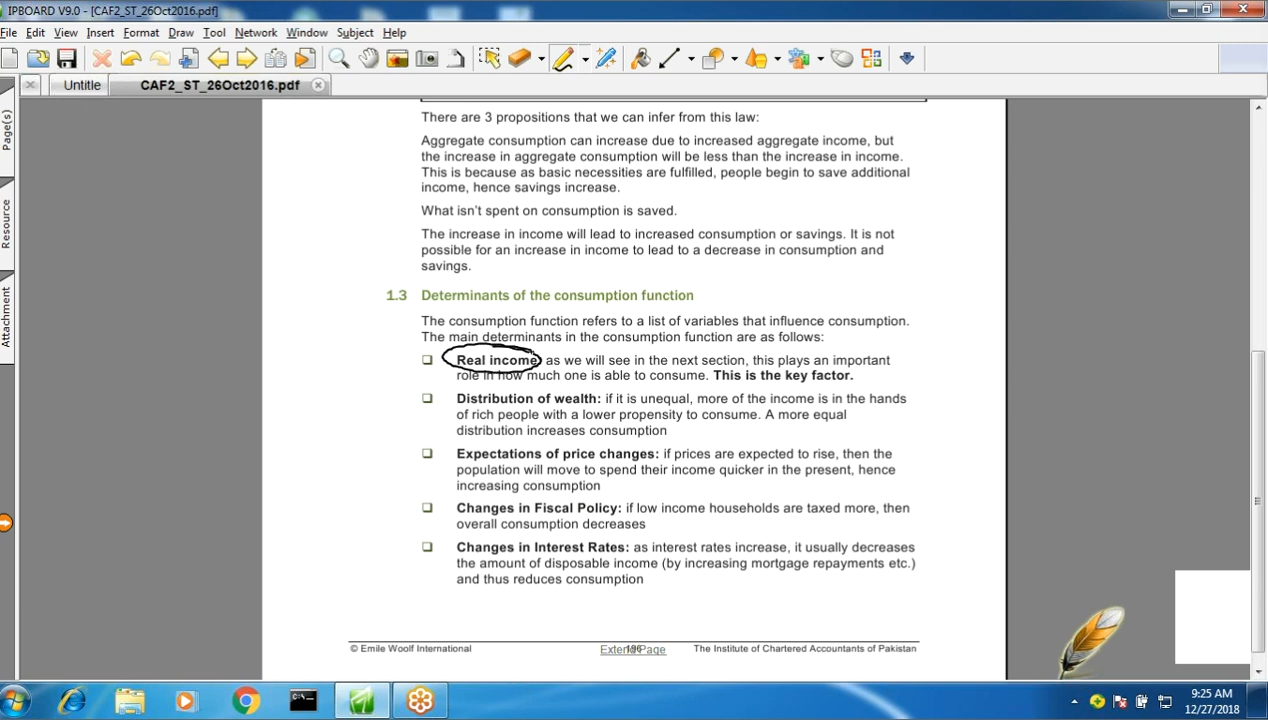 IPBOARD V9.0 - [CAF2_ST_26Oct2016.pdf]
File Edit View Insert Format Draw Tool Network Window Subject Help
Untitle CAF2_ST_26Oct2016.pdf
Page(s)
Resource
Attachment
There are 3 propositions that we can infer from this law:
Aggregate consumption can increase due to increased aggregate income, but
the increase in aggregate consumption will be less than the increase in income.
This is because as basic necessities are fulfilled, people begin to save additional
income, hence savings increase.
What isn't spent on consumption is saved.
The increase in income will lead to increased consumption or savings. It is not
possible for an increase in income to lead to a decrease in consumption and
savings.
1.3 Determinants of the consumption function
The consumption function refers to a list of variables that influence consumption.
The main determinants in the consumption function are as follows:
Real income as we will see in the next section, this plays an important
role in how much one is able to consume. This is the key factor.
Distribution of wealth: if it is unequal, more of the income is in the hands
of rich people with a lower propensity to consume. A more equal
distribution increases consumption
Expectations of price changes: if prices are expected to rise, then the
population will move to spend their income quicker in the present, hence
increasing consumption
Changes in Fiscal Policy: if low income households are taxed more, then
overall consumption decreases
Changes in Interest Rates: as interest rates increase, it usually decreases
the amount of disposable income (by increasing mortgage repayments etc.)
and thus reduces consumption
© Emile Woolf International Extend Page The Institute of Chartered Accountants of Pakistan
9:25 AM
12/27/2018